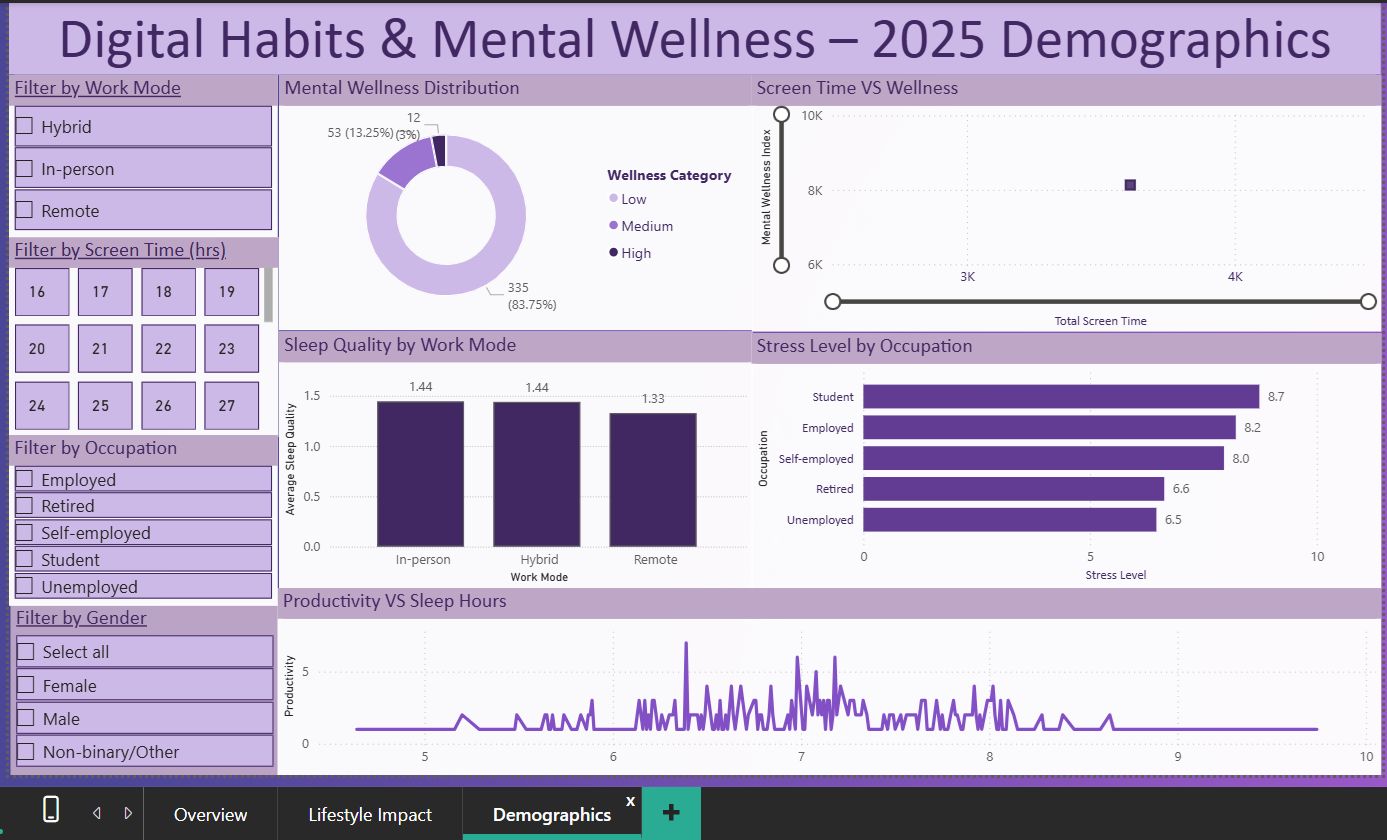 Digital Habits & Mental Wellness – 2025 Demographics
Filter by Work Mode
Hybrid
In-person
Remote
Filter by Screen Time (hrs)
16 17 18 19
20 21 22 23
24 25 26 27
Filter by Occupation
Employed
Retired
Self-employed
Student
Unemployed
Filter by Gender
Select all
Female
Male
Non-binary/Other
Mental Wellness Distribution
12
(3%)
53 (13.25%)
335
(83.75%)
Wellness Category
Low
Medium
High
Screen Time VS Wellness
Mental Wellness Index
10K
8K
6K
3K 4K
Total Screen Time
Sleep Quality by Work Mode
Average Sleep Quality
1.5
1.0
0.5
0.0
1.44 1.44 1.33
In-person Hybrid Remote
Work Mode
Stress Level by Occupation
Occupation
Student 8.7
Employed 8.2
Self-employed 8.0
Retired 6.6
Unemployed 6.5
0 5 10
Stress Level
Productivity VS Sleep Hours
Productivity
5
0
5 6 7 8 9 10
Overview Lifestyle Impact Demographics x +